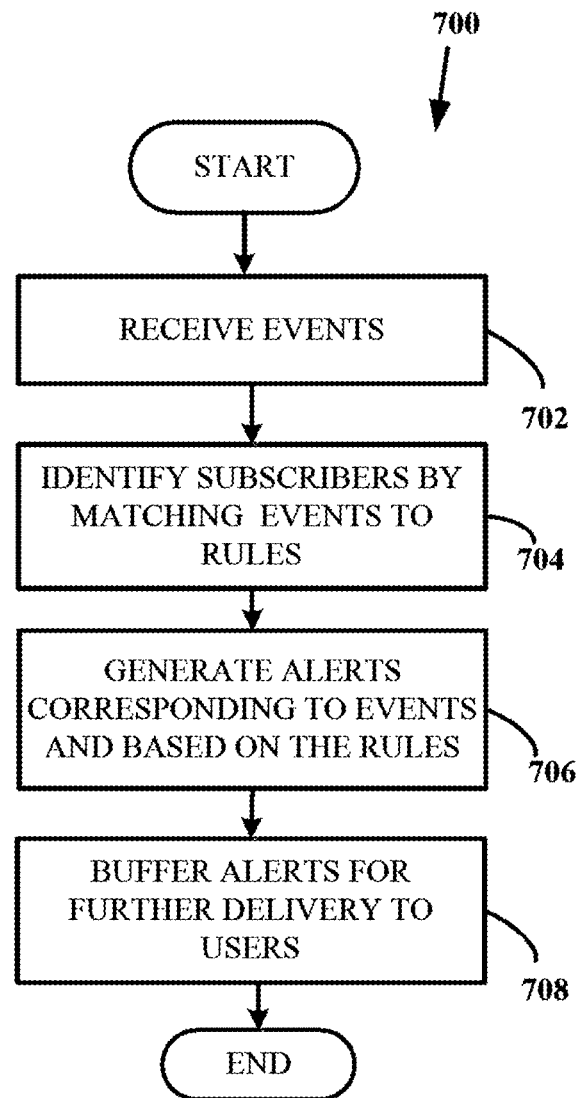 700
START
RECEIVE EVENTS
702
IDENTIFY SUBSCRIBERS BY
MATCHING EVENTS TO
RULES
704
GENERATE ALERTS
CORRESPONDING TO EVENTS
AND BASED ON THE RULES
706
BUFFER ALERTS FOR
FURTHER DELIVERY TO
USERS
708
END